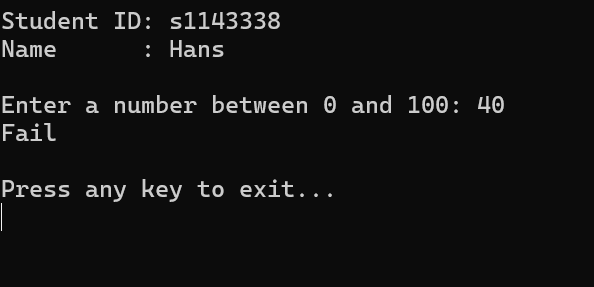 Student ID: s1143338
Name      : Hans
Enter a number between 0 and 100: 40
Fail
Press any key to exit...